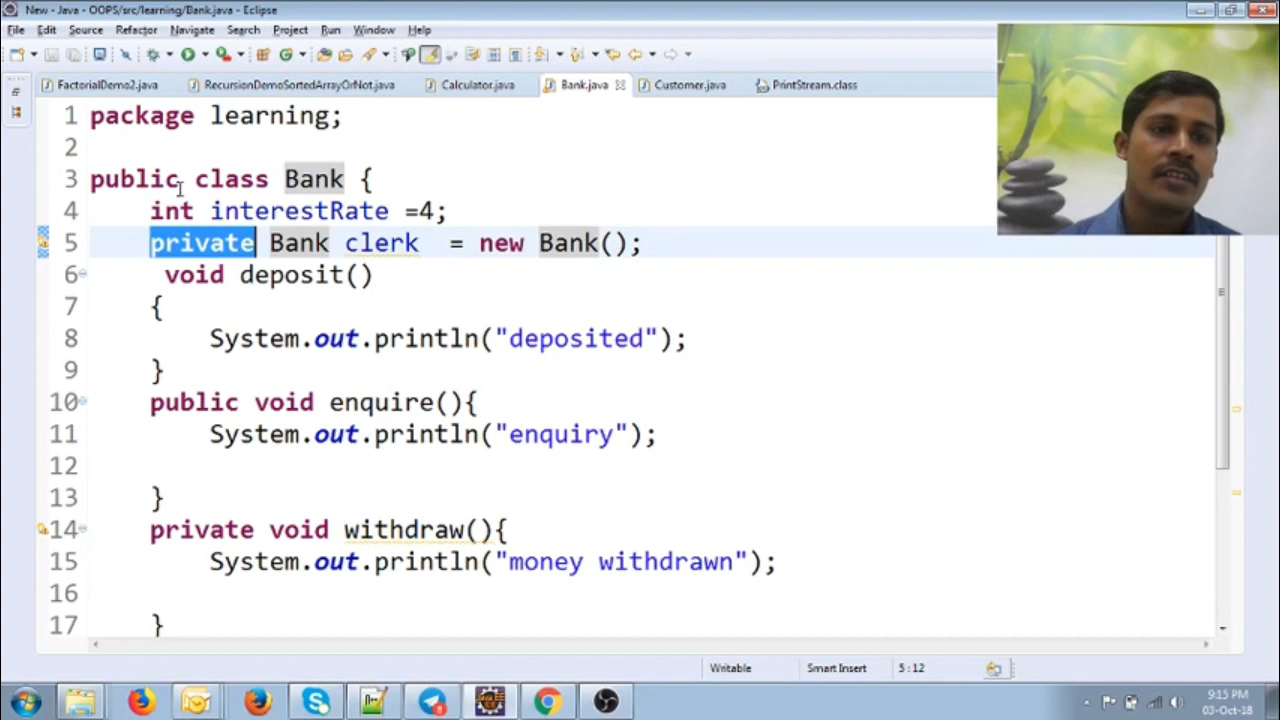 New - Java - OOPS/src/learning/Bank.java - Eclipse
File Edit Source Refactor Navigate Search Project Run Window Help
FactorialDemo2.java RecursionDemoSortedArrayOrNot.java Calculator.java Bank.java Customer.java PrintStream.class
1 package learning;
2
3 public class Bank {
4 int interestRate =4;
5 private Bank clerk = new Bank();
6 void deposit()
7 {
8 System.out.println("deposited");
9 }
10 public void enquire(){
11 System.out.println("enquiry");
12
13 }
14 private void withdraw(){
15 System.out.println("money withdrawn");
16
17 }
Writable Smart Insert 5:12
9:15 PM
03-Oct-18